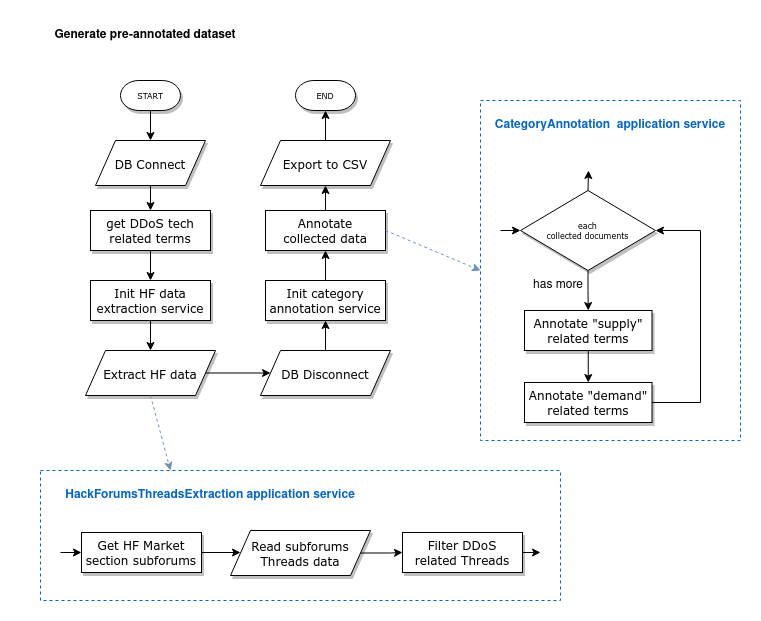 Generate pre-annotated dataset
START
DB Connect
get DDoS tech
related terms
Init HF data
extraction service
Extract HF data
DB Disconnect
Init category
annotation service
Annotate
collected data
Export to CSV
END
CategoryAnnotation application service
each
collected documents
has more
Annotate "supply"
related terms
Annotate "demand"
related terms
HackForumsThreadsExtraction application service
Get HF Market
section subforums
Read subforums
Threads data
Filter DDoS
related Threads